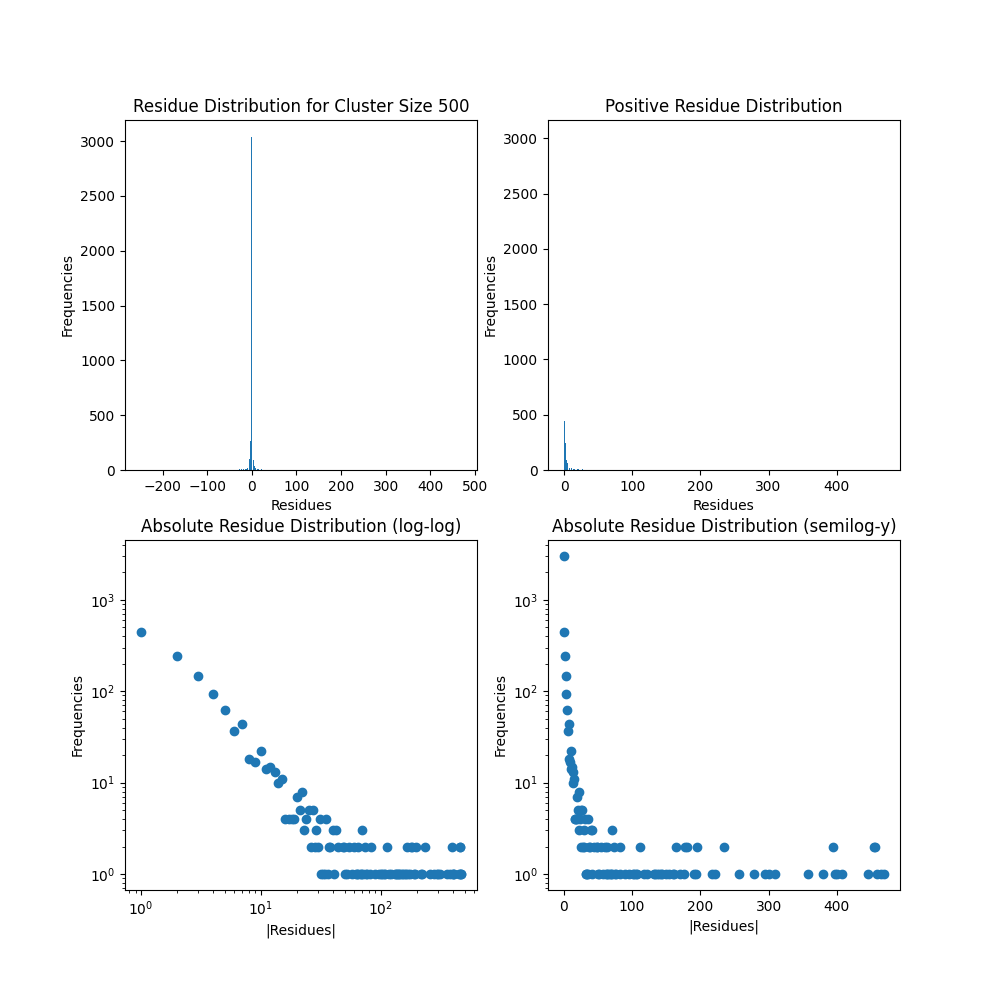 Residue Distribution for Cluster Size 500
Frequencies
3000
2500
2000
1500
1000
500
0
−200 −100 0 100 200 300 400 500
Residues
Positive Residue Distribution
Frequencies
3000
2500
2000
1500
1000
500
0
0 100 200 300 400
Residues
Absolute Residue Distribution (log-log)
Frequencies
10³
10²
10¹
10⁰
10⁰ 10¹ 10²
|Residues|
Absolute Residue Distribution (semilog-y)
Frequencies
10³
10²
10¹
10⁰
0 100 200 300 400
|Residues|